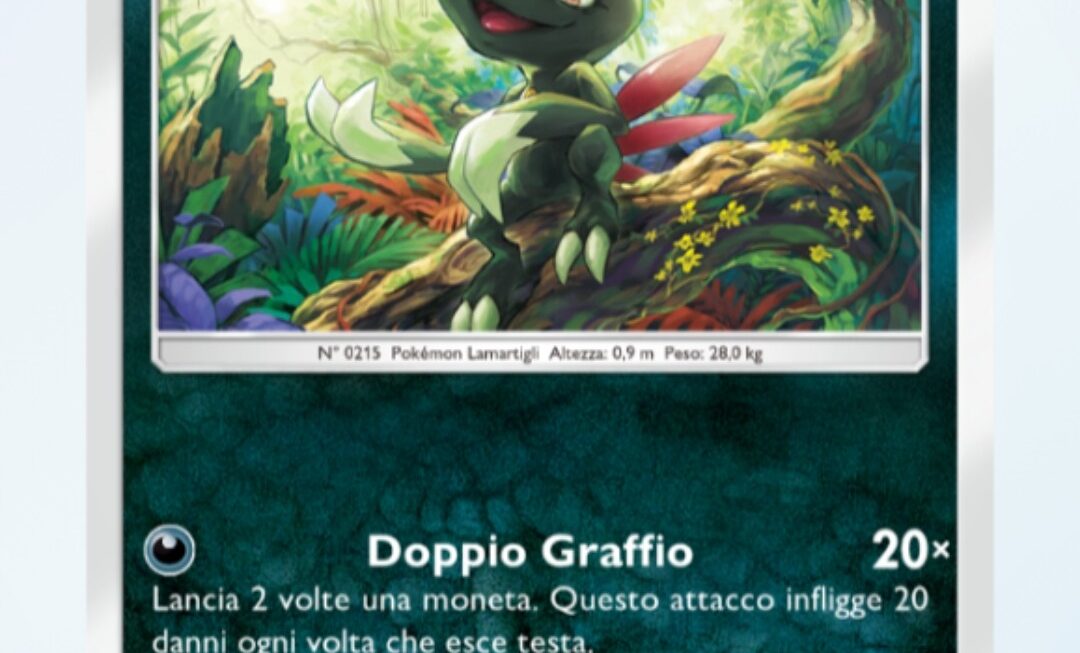 N° 0215 Pokémon Lamartigli Altezza: 0,9 m Peso: 28,0 kg
Doppio Graffio 20×
Lancia 2 volte una moneta. Questo attacco infligge 20
danni ogni volta che esce testa.